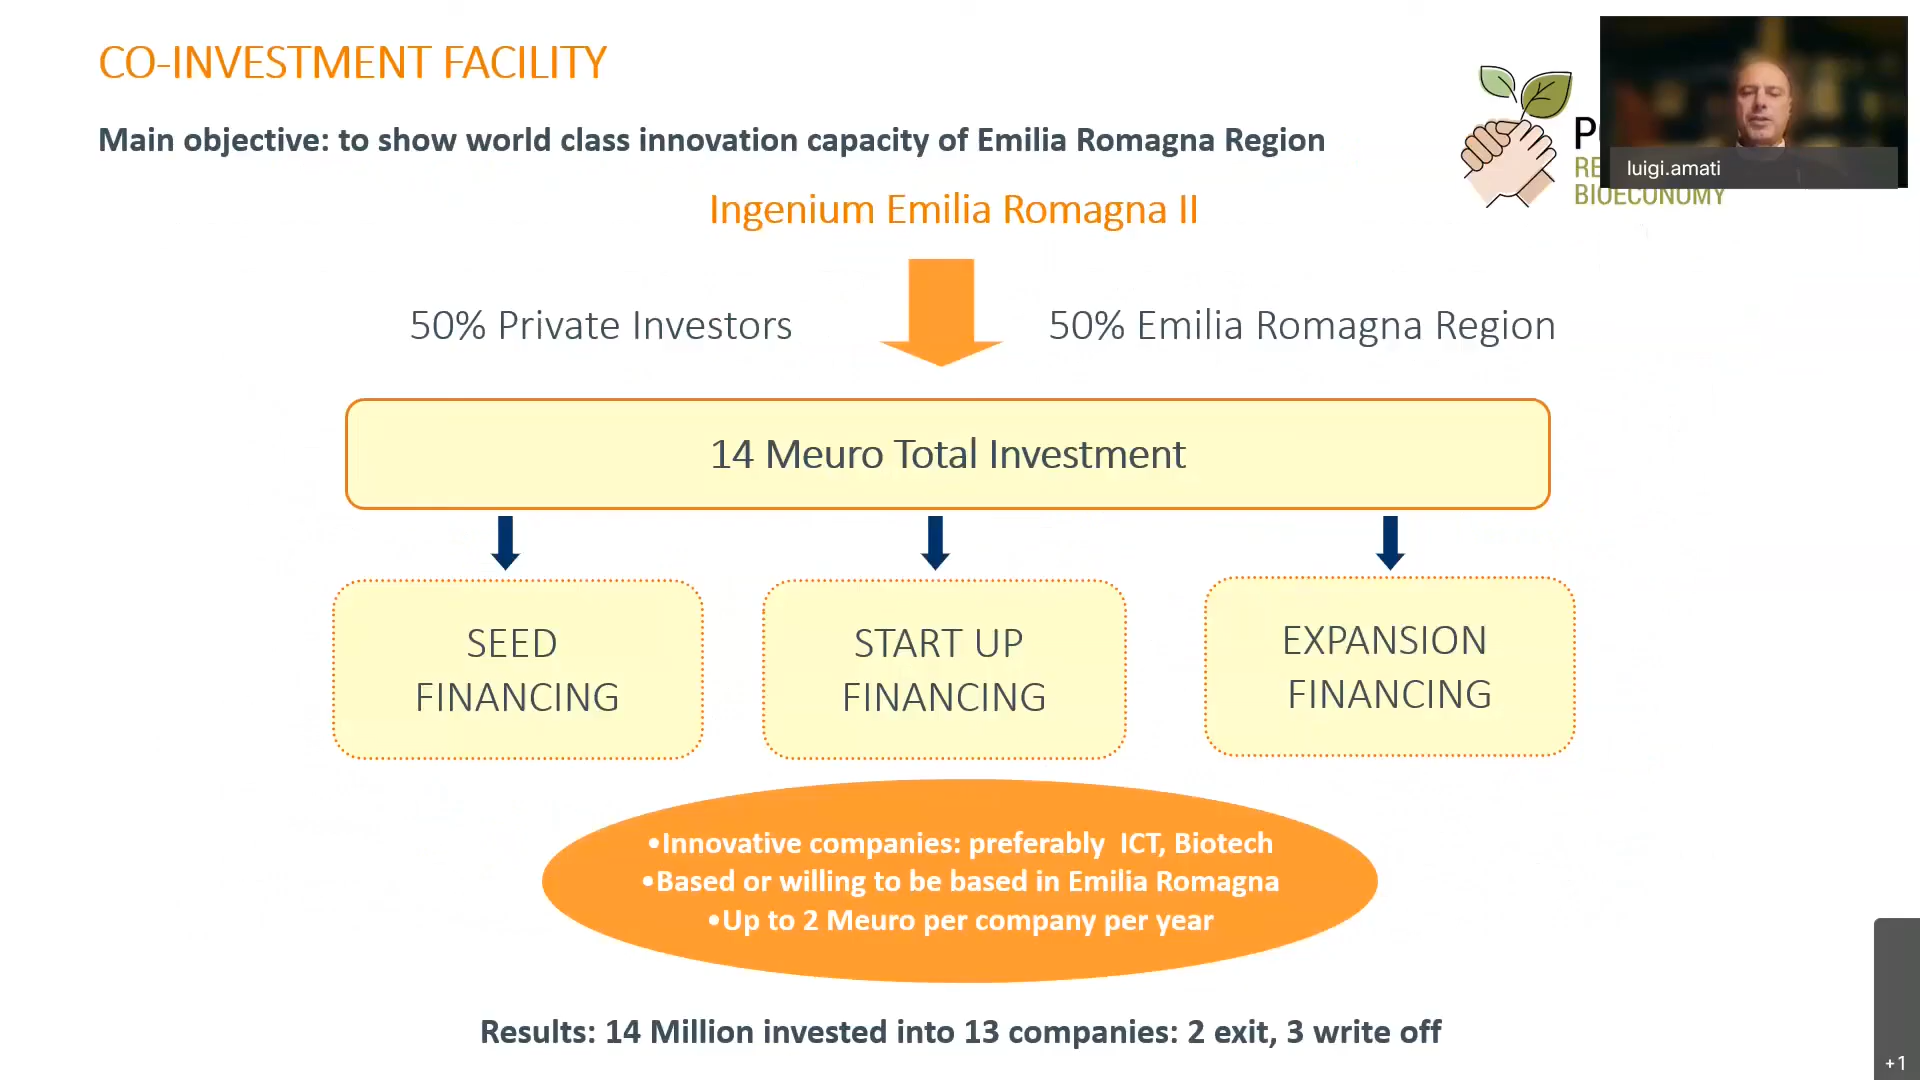 CO-INVESTMENT FACILITY
Main objective: to show world class innovation capacity of Emilia Romagna Region
luigi.amati
BIOECONOMY
Ingenium Emilia Romagna II
50% Private Investors
50% Emilia Romagna Region
14 Meuro Total Investment
SEED
FINANCING
START UP
FINANCING
EXPANSION
FINANCING
•Innovative companies: preferably ICT, Biotech
•Based or willing to be based in Emilia Romagna
•Up to 2 Meuro per company per year
Results: 14 Million invested into 13 companies: 2 exit, 3 write off
+1